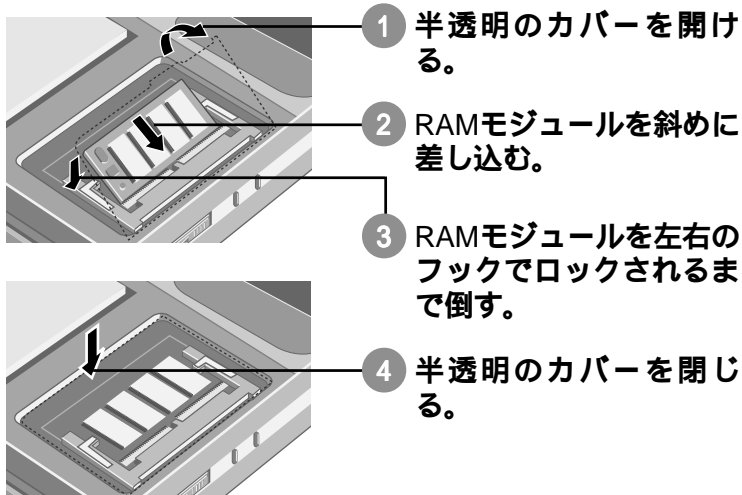 1 半透明のカバーを開け
る。
2 RAMモジュールを斜めに
差し込む。
3 RAMモジュールを左右の
フックでロックされるま
で倒す。
4 半透明のカバーを閉じ
る。